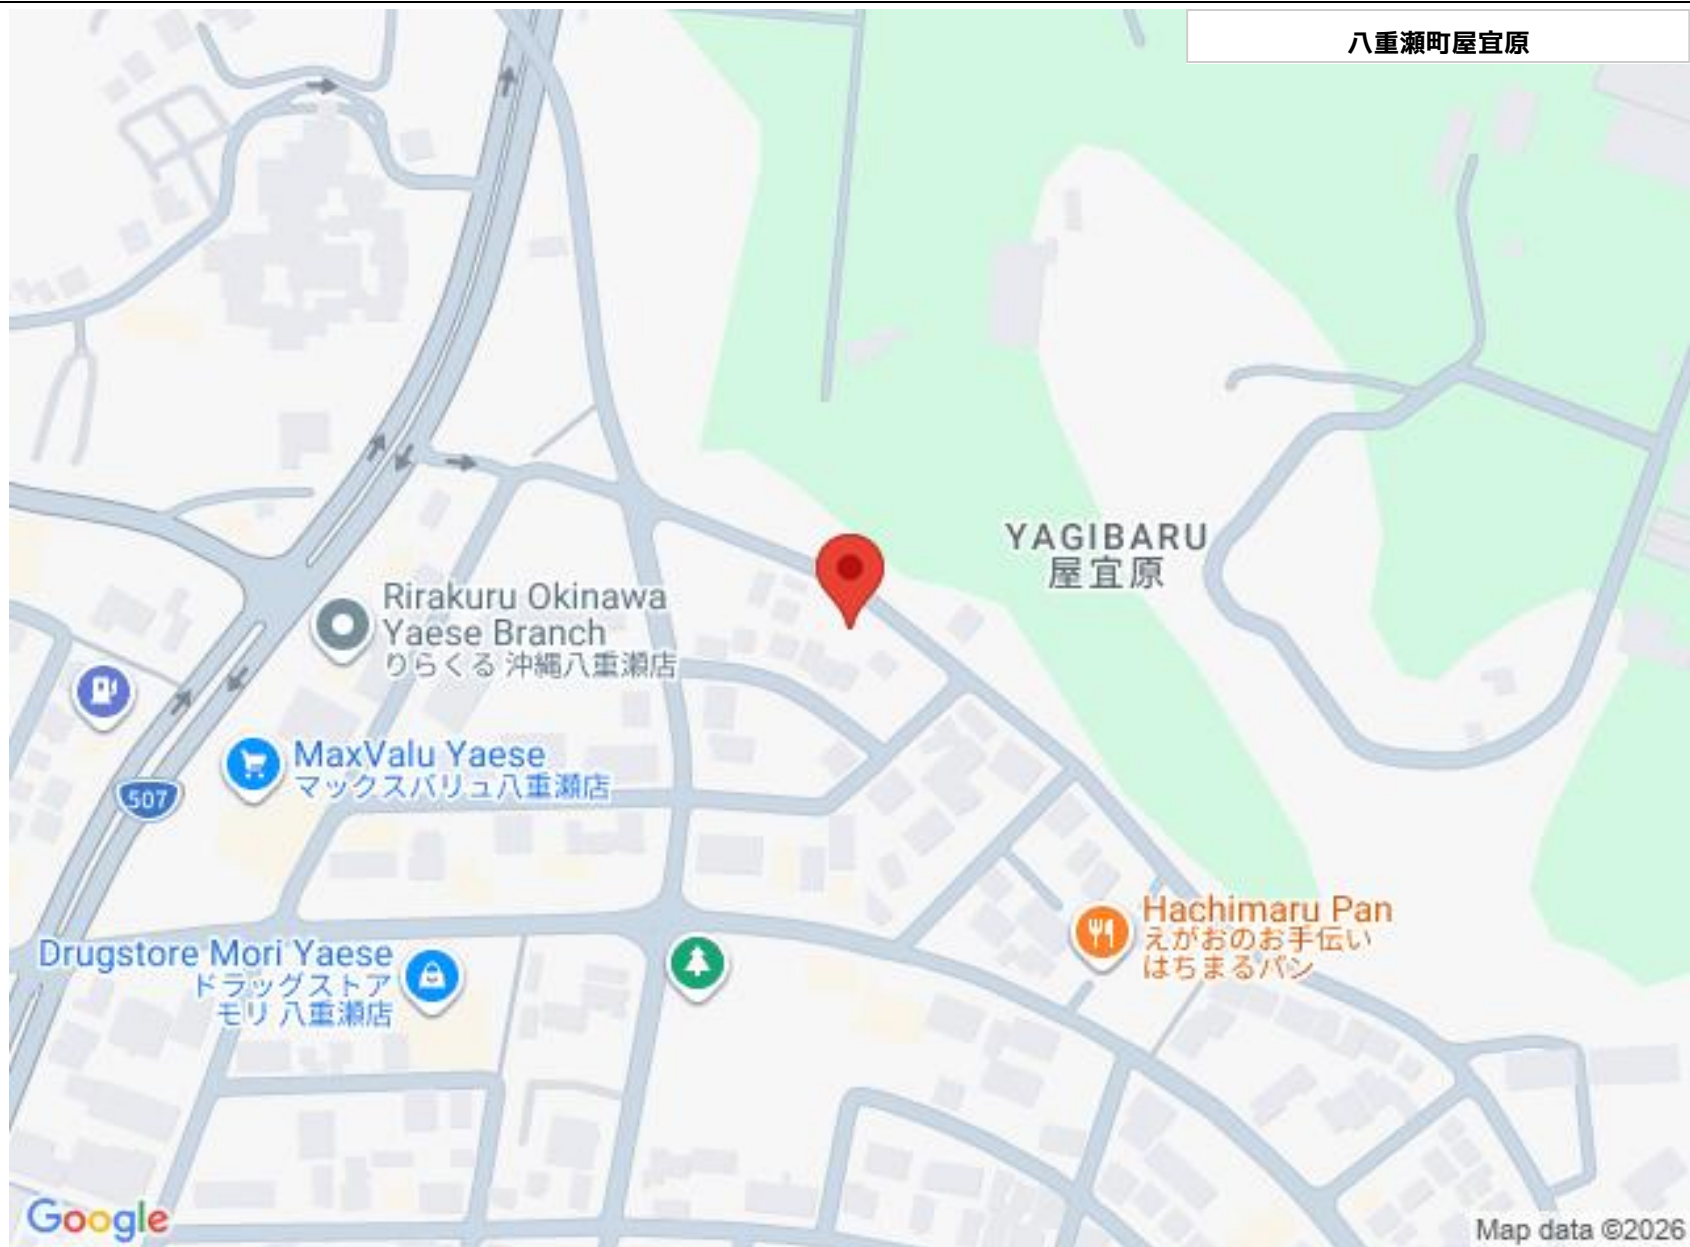 八重瀬町屋宜原
YAGIBARU
屋宜原
Rirakuru Okinawa
Yaese Branch
りらくる 沖縄八重瀬店
MaxValu Yaese
マックスバリュ八重瀬店
507
Hachimaru Pan
えがおのお手伝い
はちまるパン
Drugstore Mori Yaese
ドラッグストア
モリ 八重瀬店
Google
Map data ©2026